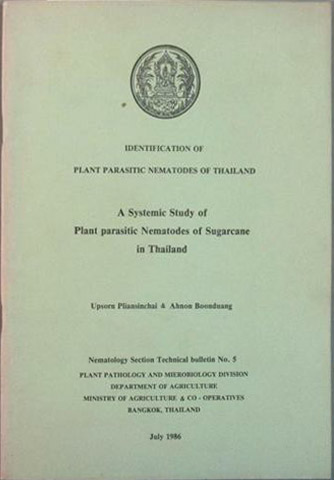 IDENTIFICATION OF
PLANT PARASITIC NEMATODES OF THAILAND
A Systemic Study of
Plant parasitic Nematodes of Sugarcane
in Thailand
Upsorn Pliansinchai & Ahnon Boonduang
Nematology Section Technical bulletin No. 5
PLANT PATHOLOGY AND MIEROBIOLOGY DIVISION
DEPARTMENT OF AGRICULTURE
MINISTRY OF AGRICULTURE & CO - OPERATIVES
BANGKOK, THAILAND
July 1986